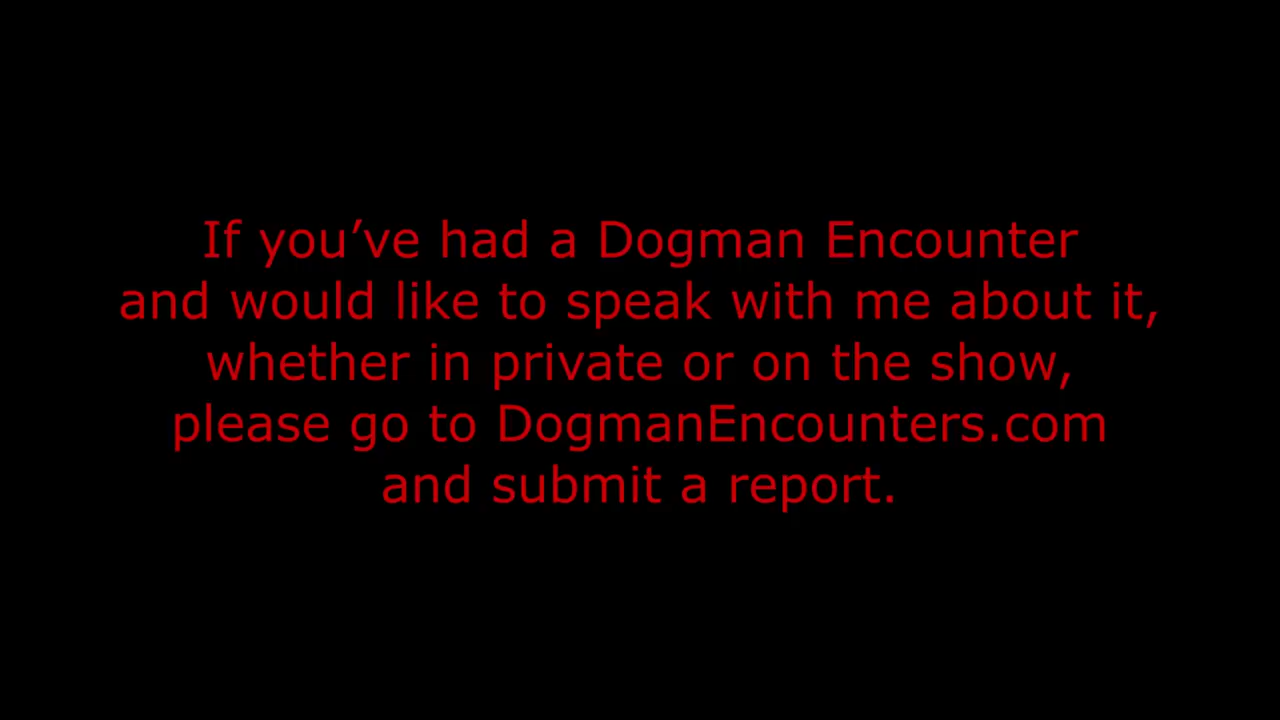 If you’ve had a Dogman Encounter
and would like to speak with me about it,
whether in private or on the show,
please go to DogmanEncounters.com
and submit a report.